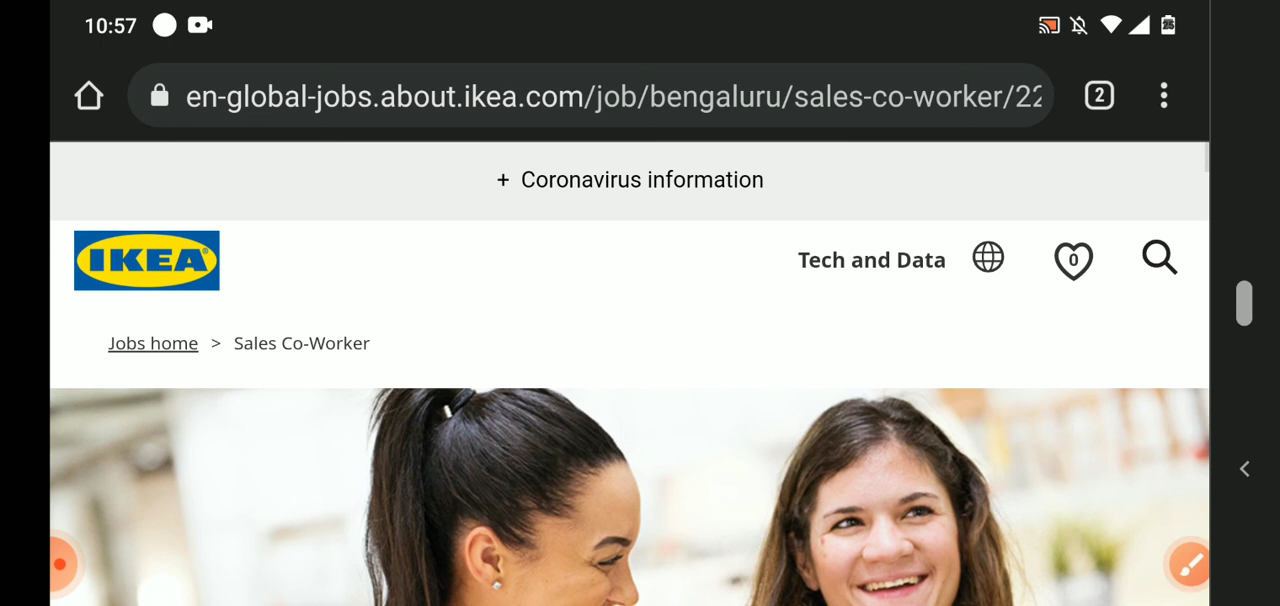 10:57
25
en-global-jobs.about.ikea.com/job/bengaluru/sales-co-worker/22
2
+ Coronavirus information
IKEA®
Tech and Data
0
Jobs home > Sales Co-Worker